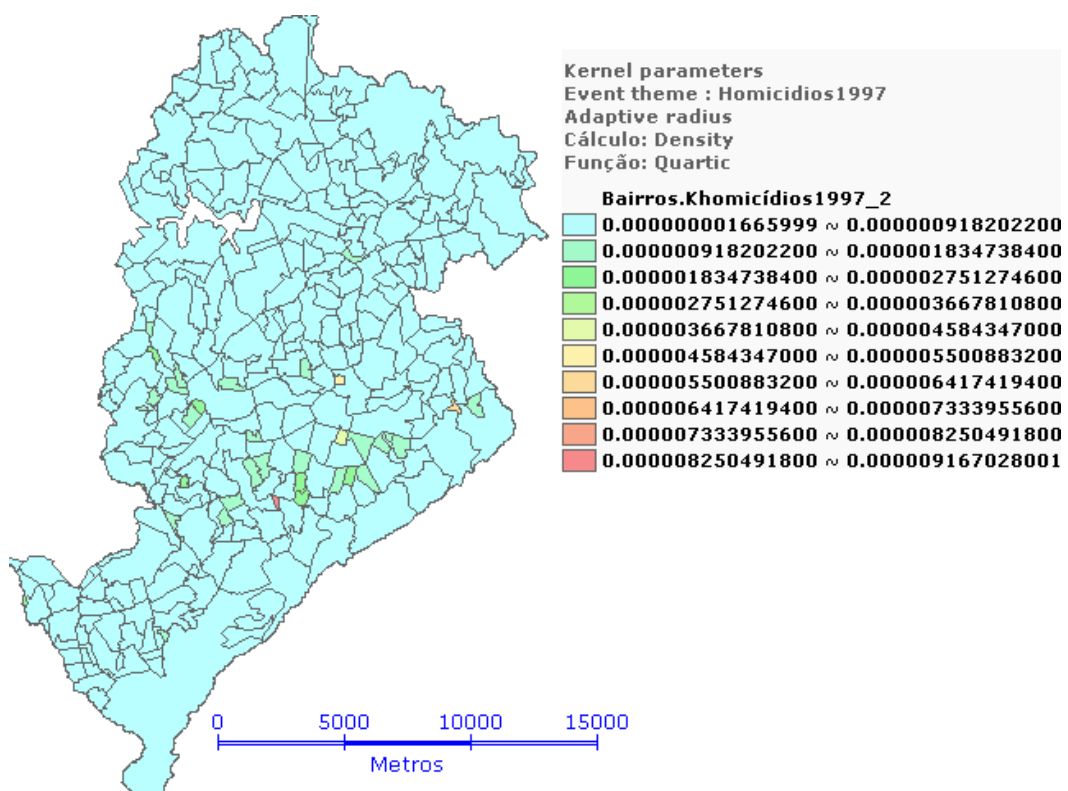 Kernel parameters
Event theme : Homicidios1997
Adaptive radius
Cálculo: Density
Função: Quartic
Bairros.Khomicídios1997_2
0.000000001665999 ~ 0.000000918202200
0.000000918202200 ~ 0.000001834738400
0.000001834738400 ~ 0.000002751274600
0.000002751274600 ~ 0.000003667810800
0.000003667810800 ~ 0.000004584347000
0.000004584347000 ~ 0.000005500883200
0.000005500883200 ~ 0.000006417419400
0.000006417419400 ~ 0.000007333955600
0.000007333955600 ~ 0.000008250491800
0.000008250491800 ~ 0.000009167028001
0 5000 10000 15000
Metros